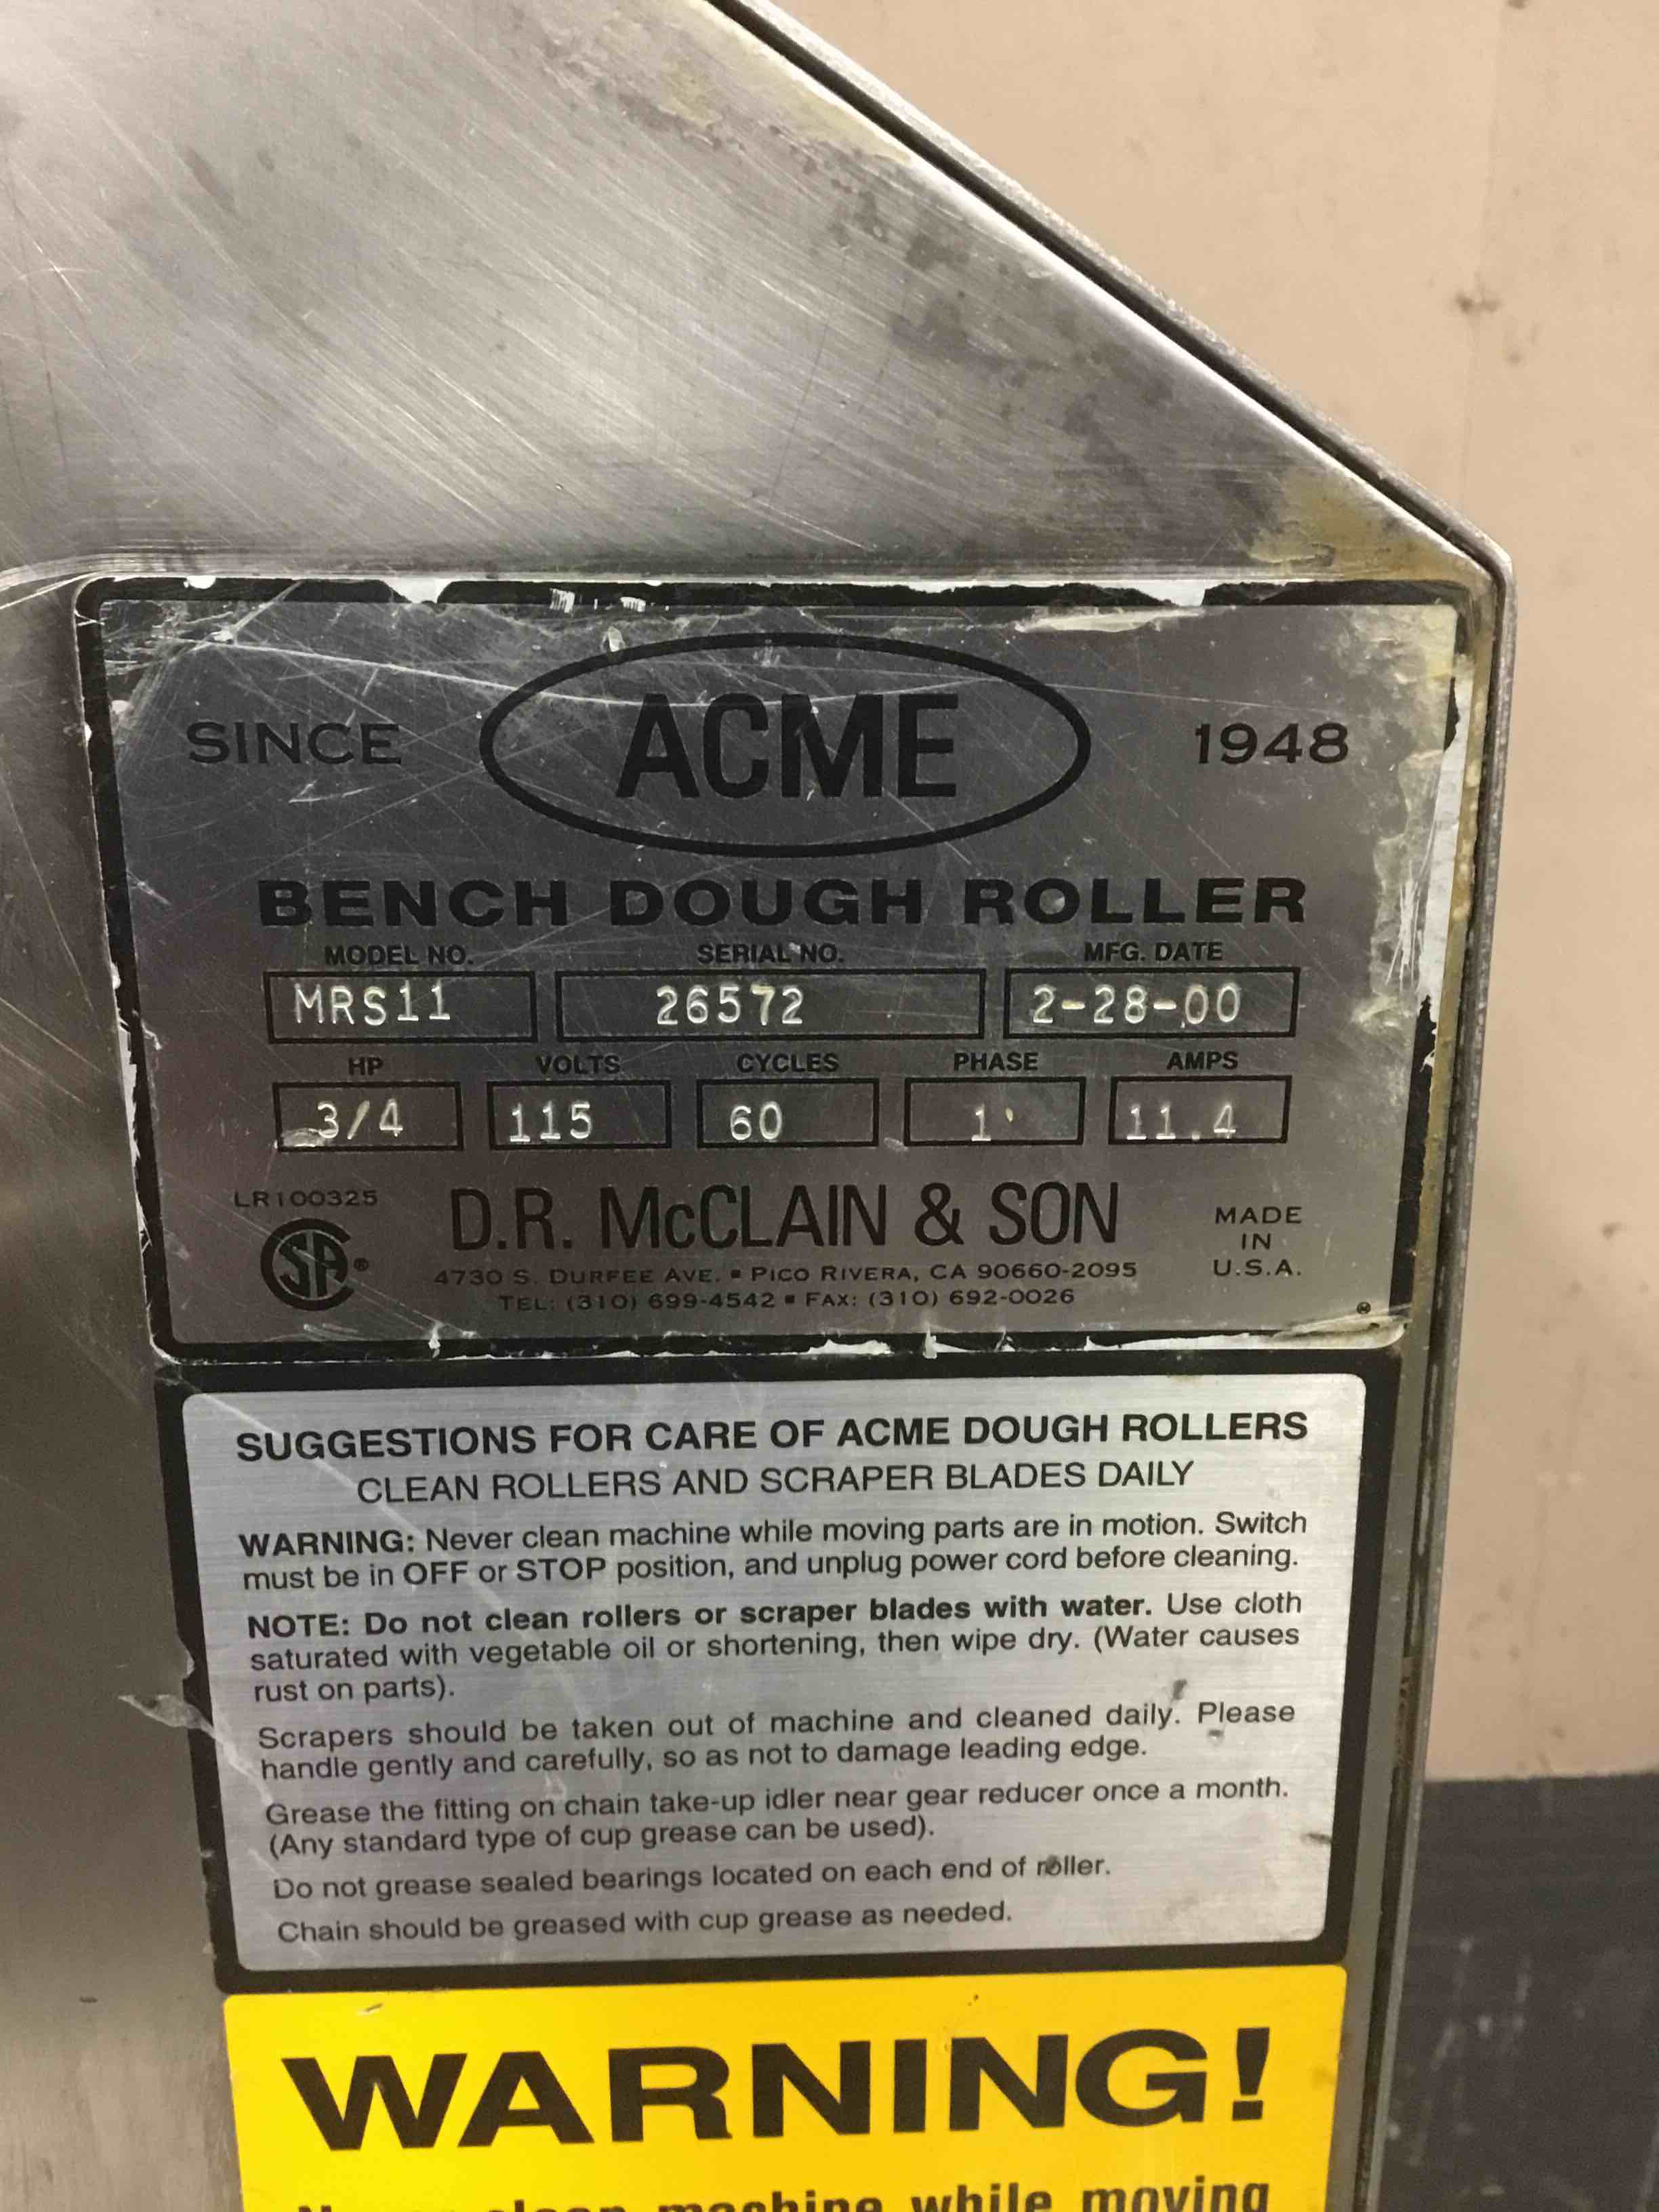 SINCE ACME 1948
BENCH DOUGH ROLLER
MODEL NO. SERIAL NO. MFG. DATE
MRS11 26572 2-28-00
HP VOLTS CYCLES PHASE AMPS
3/4 115 60 1 11.4
LR100325
SA®
D.R. McCLAIN & SON
4730 S. DURFEE AVE. ▪ PICO RIVERA, CA 90660-2095
TEL: (310) 699-4542 ▪ FAX: (310) 692-0026
MADE
IN
U.S.A.
SUGGESTIONS FOR CARE OF ACME DOUGH ROLLERS
CLEAN ROLLERS AND SCRAPER BLADES DAILY
WARNING: Never clean machine while moving parts are in motion. Switch
must be in OFF or STOP position, and unplug power cord before cleaning.
NOTE: Do not clean rollers or scraper blades with water. Use cloth
saturated with vegetable oil or shortening, then wipe dry. (Water causes
rust on parts).
Scrapers should be taken out of machine and cleaned daily. Please
handle gently and carefully, so as not to damage leading edge.
Grease the fitting on chain take-up idler near gear reducer once a month.
(Any standard type of cup grease can be used).
Do not grease sealed bearings located on each end of roller.
Chain should be greased with cup grease as needed.
WARNING!
Never clean machine while moving